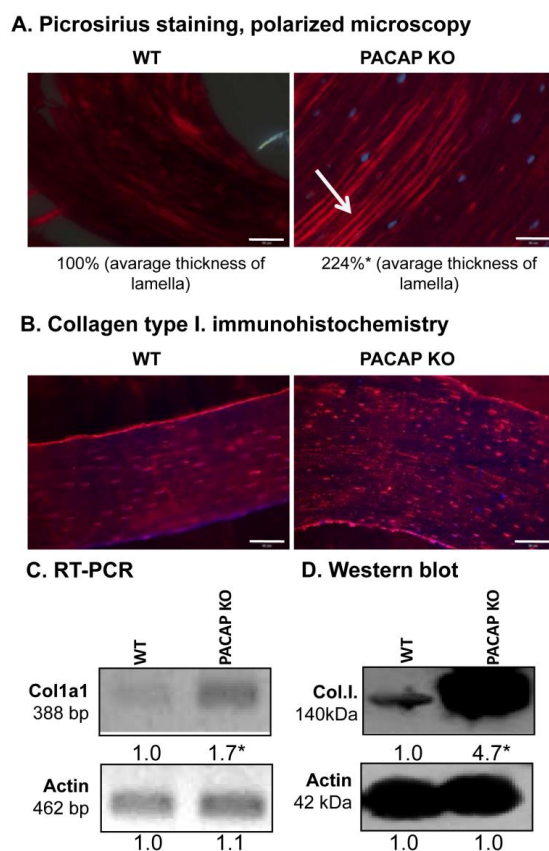 A. Picrosirius staining, polarized microscopy
WT
PACAP KO
100% (avarage thickness of
lamella)
224%* (avarage thickness of
lamella)
B. Collagen type I. immunohistochemistry
WT
PACAP KO
C. RT-PCR
WT
PACAP KO
Col1a1
388 bp
1.0
1.7*
Actin
462 bp
1.0
1.1
D. Western blot
WT
PACAP KO
Col.I.
140kDa
1.0
4.7*
Actin
42 kDa
1.0
1.0